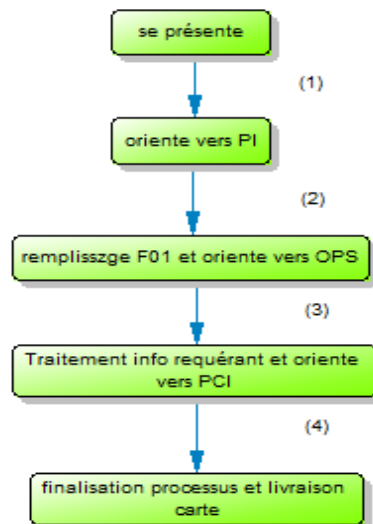 se présente
(1)
oriente vers PI
(2)
remplisszge F01 et oriente vers OPS
(3)
Traitement info requérant et oriente
vers PCI
(4)
finalisation processus et livraison
carte